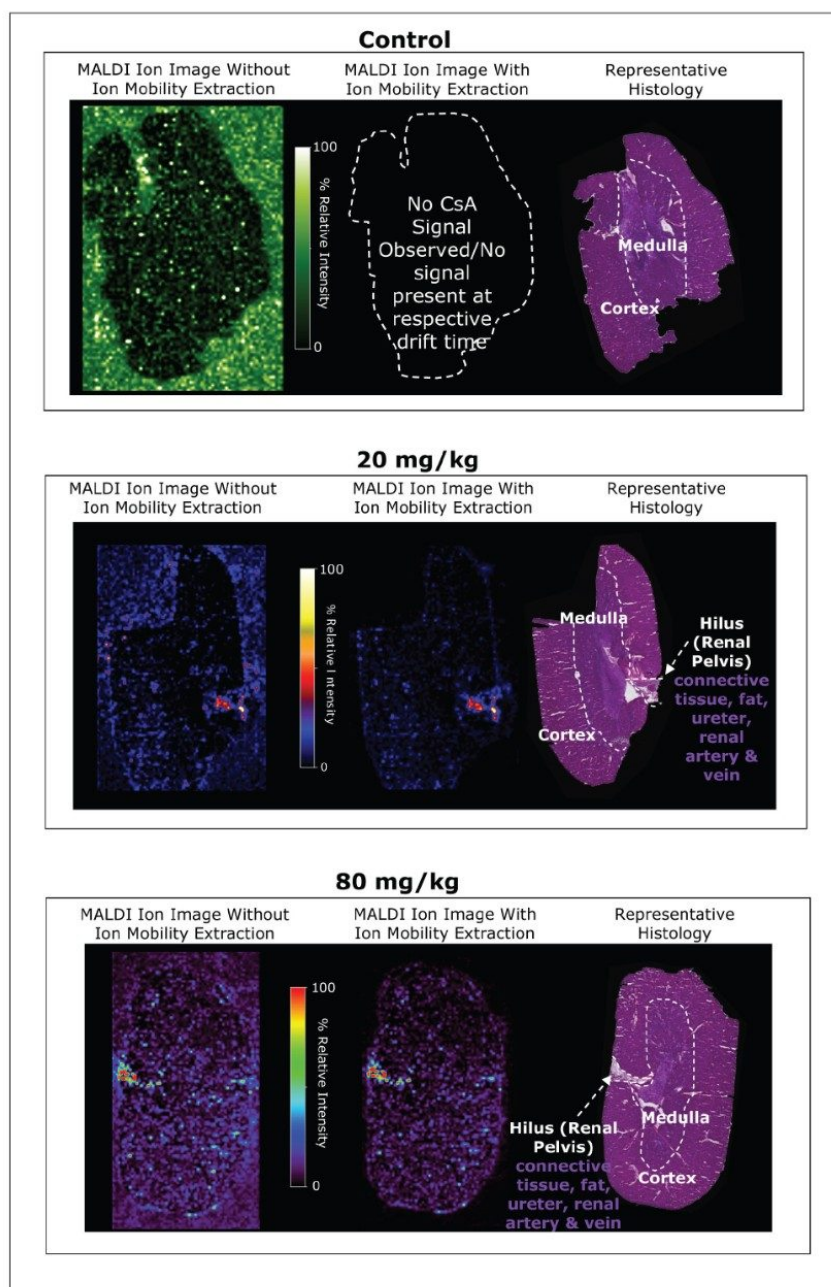 Control
MALDI Ion Image Without
Ion Mobility Extraction
MALDI Ion Image With
Ion Mobility Extraction
Representative
Histology
100
% Relative Intensity
0
No CsA
Signal
Observed/No
signal
present at
respective
drift time
Medulla
Cortex
20 mg/kg
MALDI Ion Image Without
Ion Mobility Extraction
MALDI Ion Image With
Ion Mobility Extraction
Representative
Histology
100
% Relative Intensity
0
Medulla
Cortex
Hilus
(Renal
Pelvis)
connective
tissue, fat,
ureter,
renal
artery &
vein
80 mg/kg
MALDI Ion Image Without
Ion Mobility Extraction
MALDI Ion Image With
Ion Mobility Extraction
Representative
Histology
100
% Relative Intensity
0
Hilus (Renal
Pelvis)
connective
tissue, fat,
ureter, renal
artery & vein
Medulla
Cortex